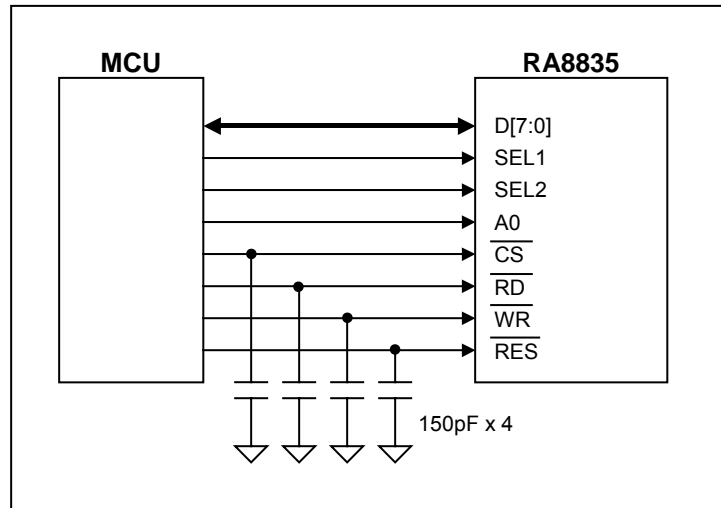 MCU
RA8835
D[7:0]
SEL1
SEL2
A0
CS
RD
WR
RES
150pF x 4